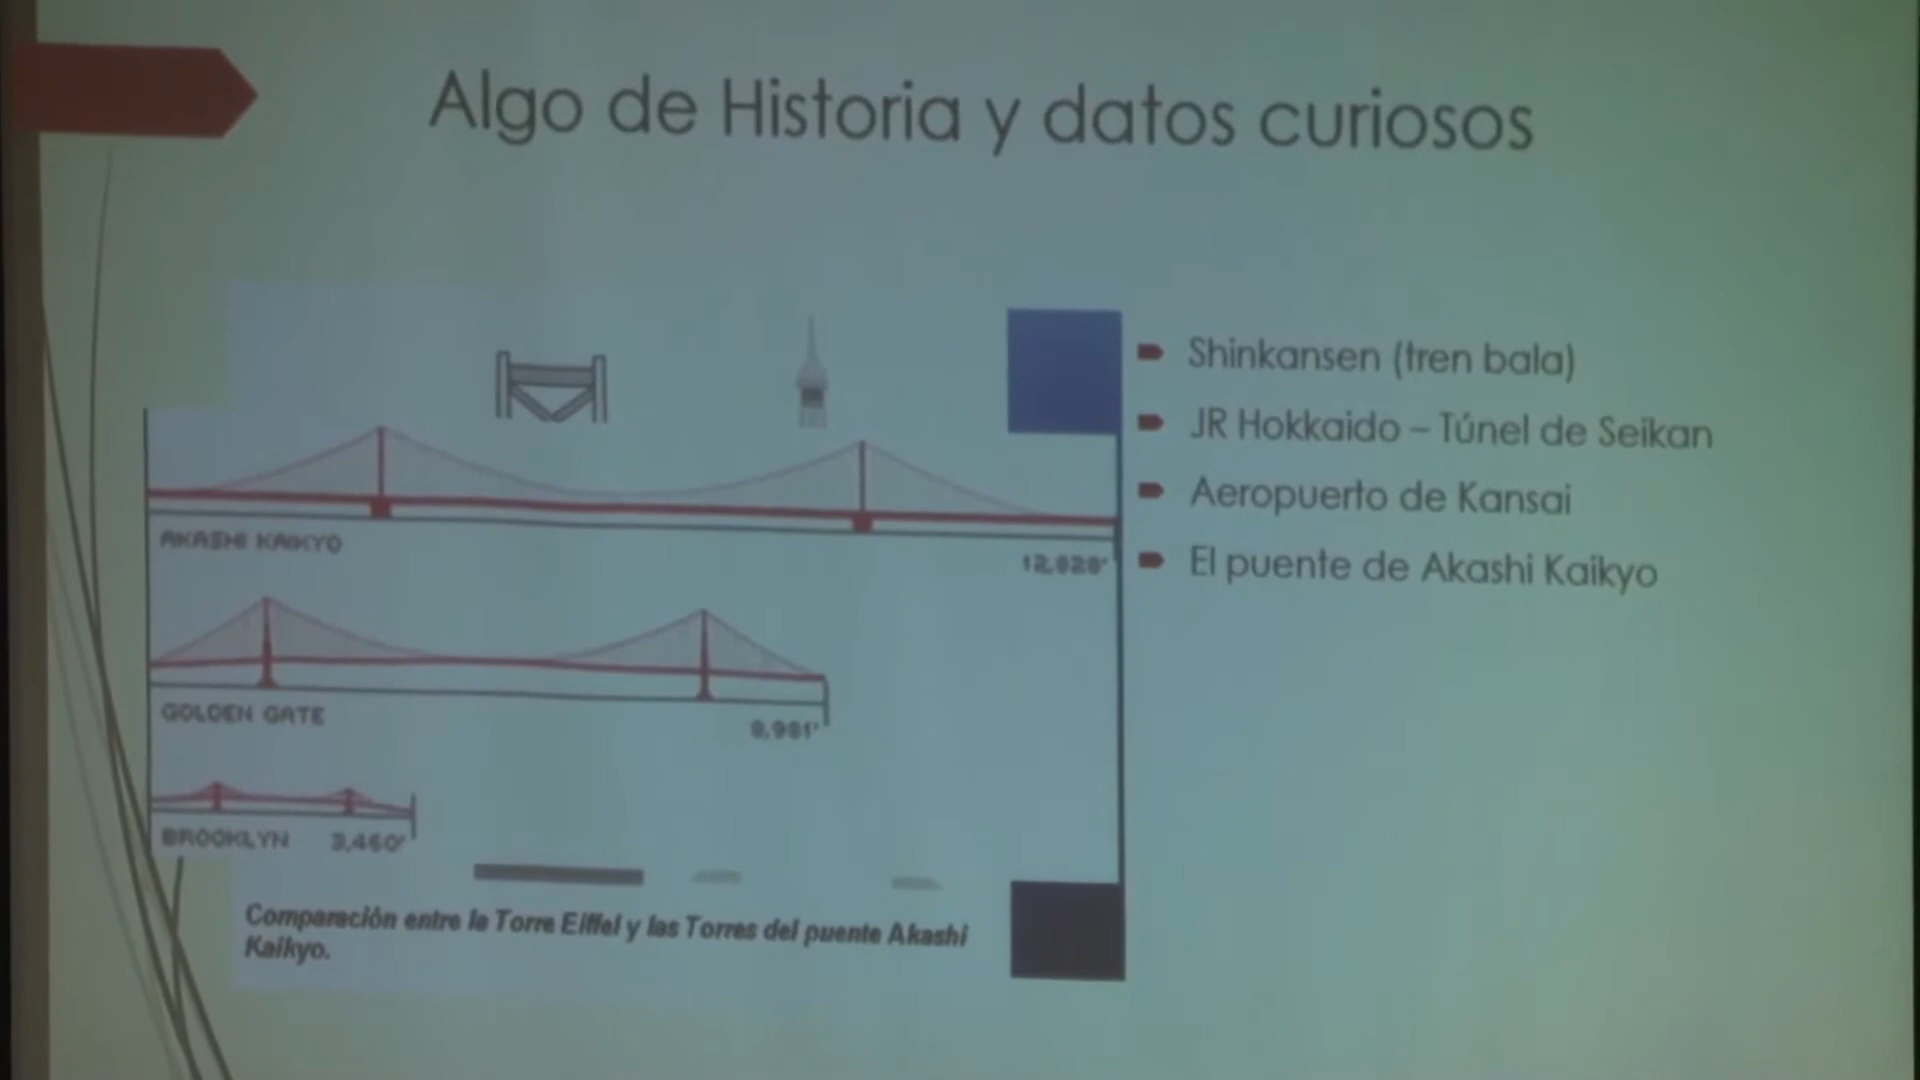 Algo de Historia y datos curiosos
AKASHI KAIKYO
12,828'
GOLDEN GATE
8,981'
BROOKLYN 3,460'
Comparación entre la Torre Eiffel y las Torres del puente Akashi
Kaikyo.
Shinkansen (tren bala)
JR Hokkaido – Túnel de Seikan
Aeropuerto de Kansai
El puente de Akashi Kaikyo